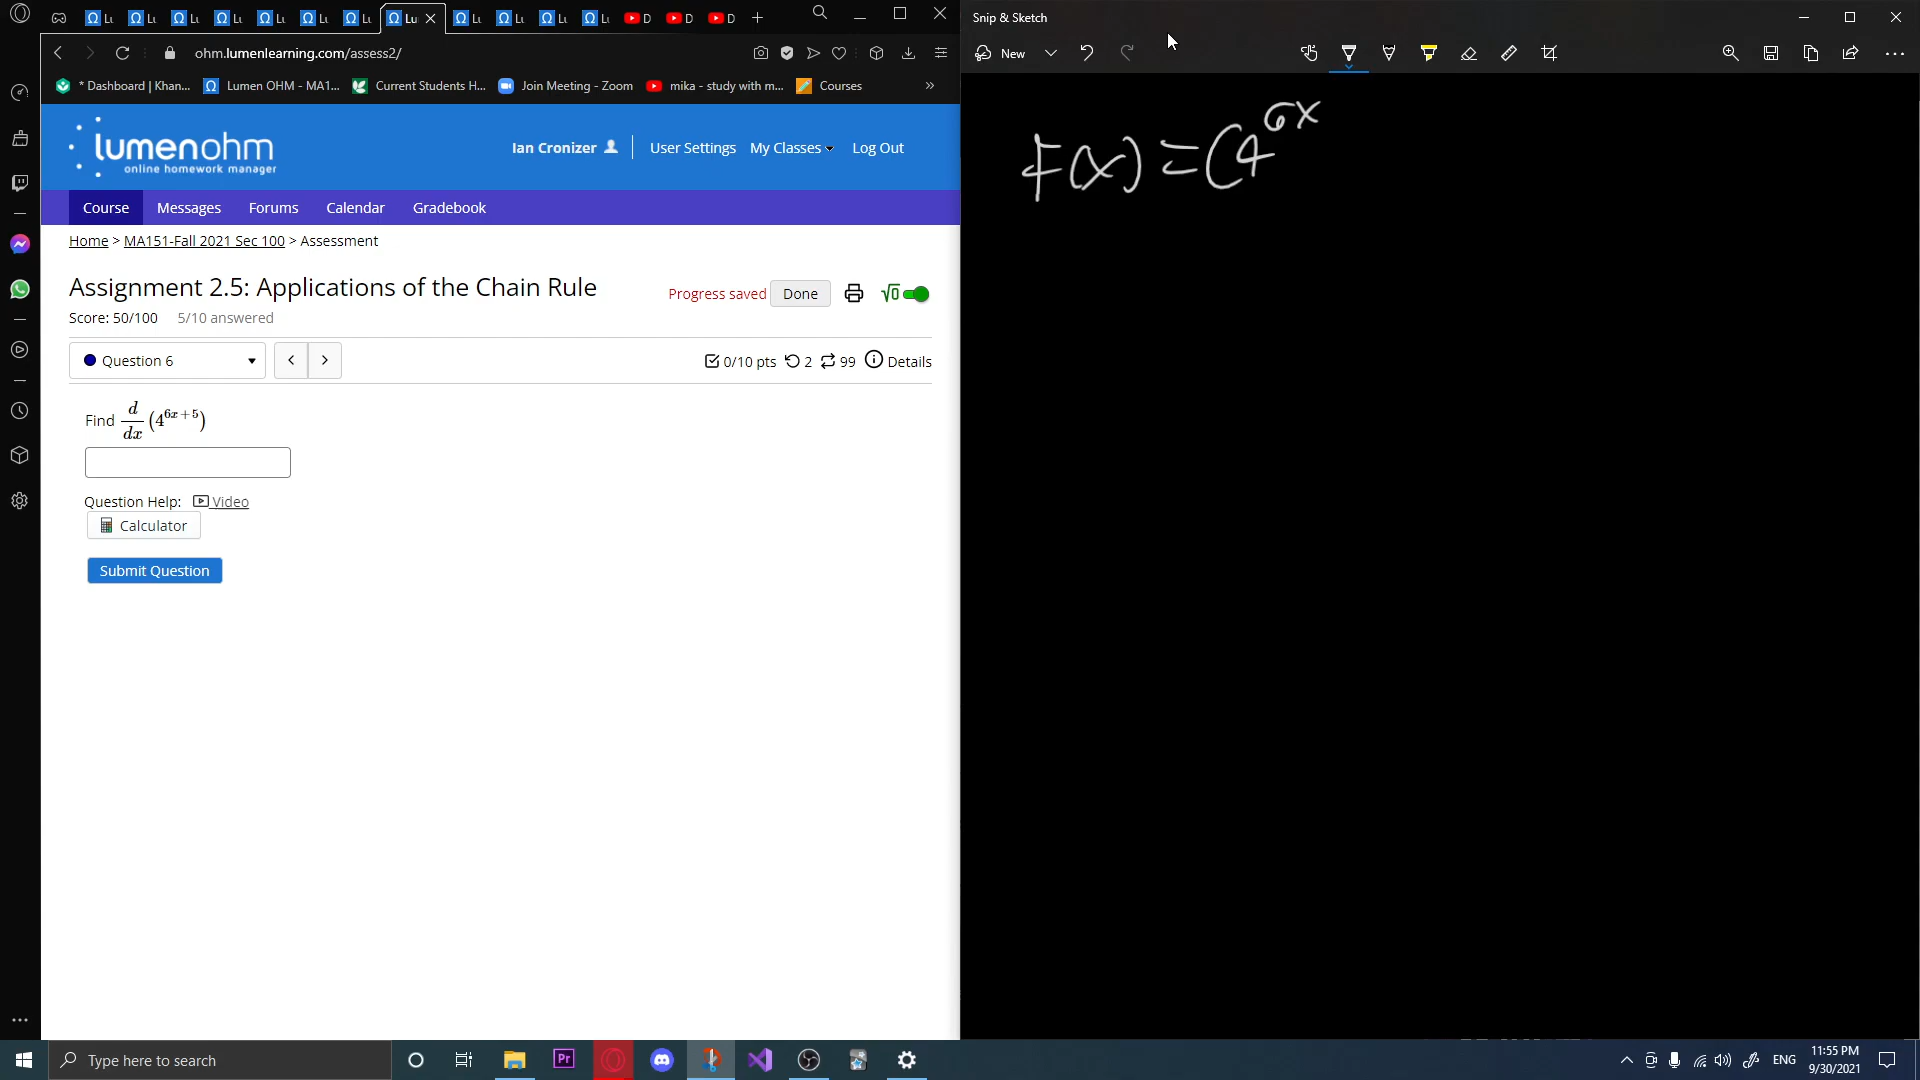 Lu
Snip & Sketch
ohm.lumenlearning.com/assess2/
New
* Dashboard | Khan... Lumen OHM - MA1... Current Students H... Join Meeting - Zoom mika - study with m... Courses »
lumenohm
online homework manager
Ian Cronizer User Settings My Classes Log Out
Course Messages Forums Calendar Gradebook
Home > MA151-Fall 2021 Sec 100 > Assessment
Assignment 2.5: Applications of the Chain Rule
Progress saved Done √0
Score: 50/100 5/10 answered
Question 6 < > 0/10 pts 2 99 Details
Find d/dx (4^(6x+5))
Question Help: Video
Calculator
Submit Question
F(x) = (4^6x
Type here to search
Pr
ENG
11:55 PM
9/30/2021